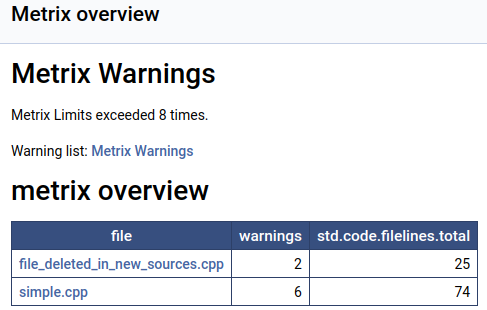 Metrix overview
Metrix Warnings
Metrix Limits exceeded 8 times.
Warning list: Metrix Warnings
metrix overview
file warnings std.code.filelines.total
file_deleted_in_new_sources.cpp 2 25
simple.cpp 6 74